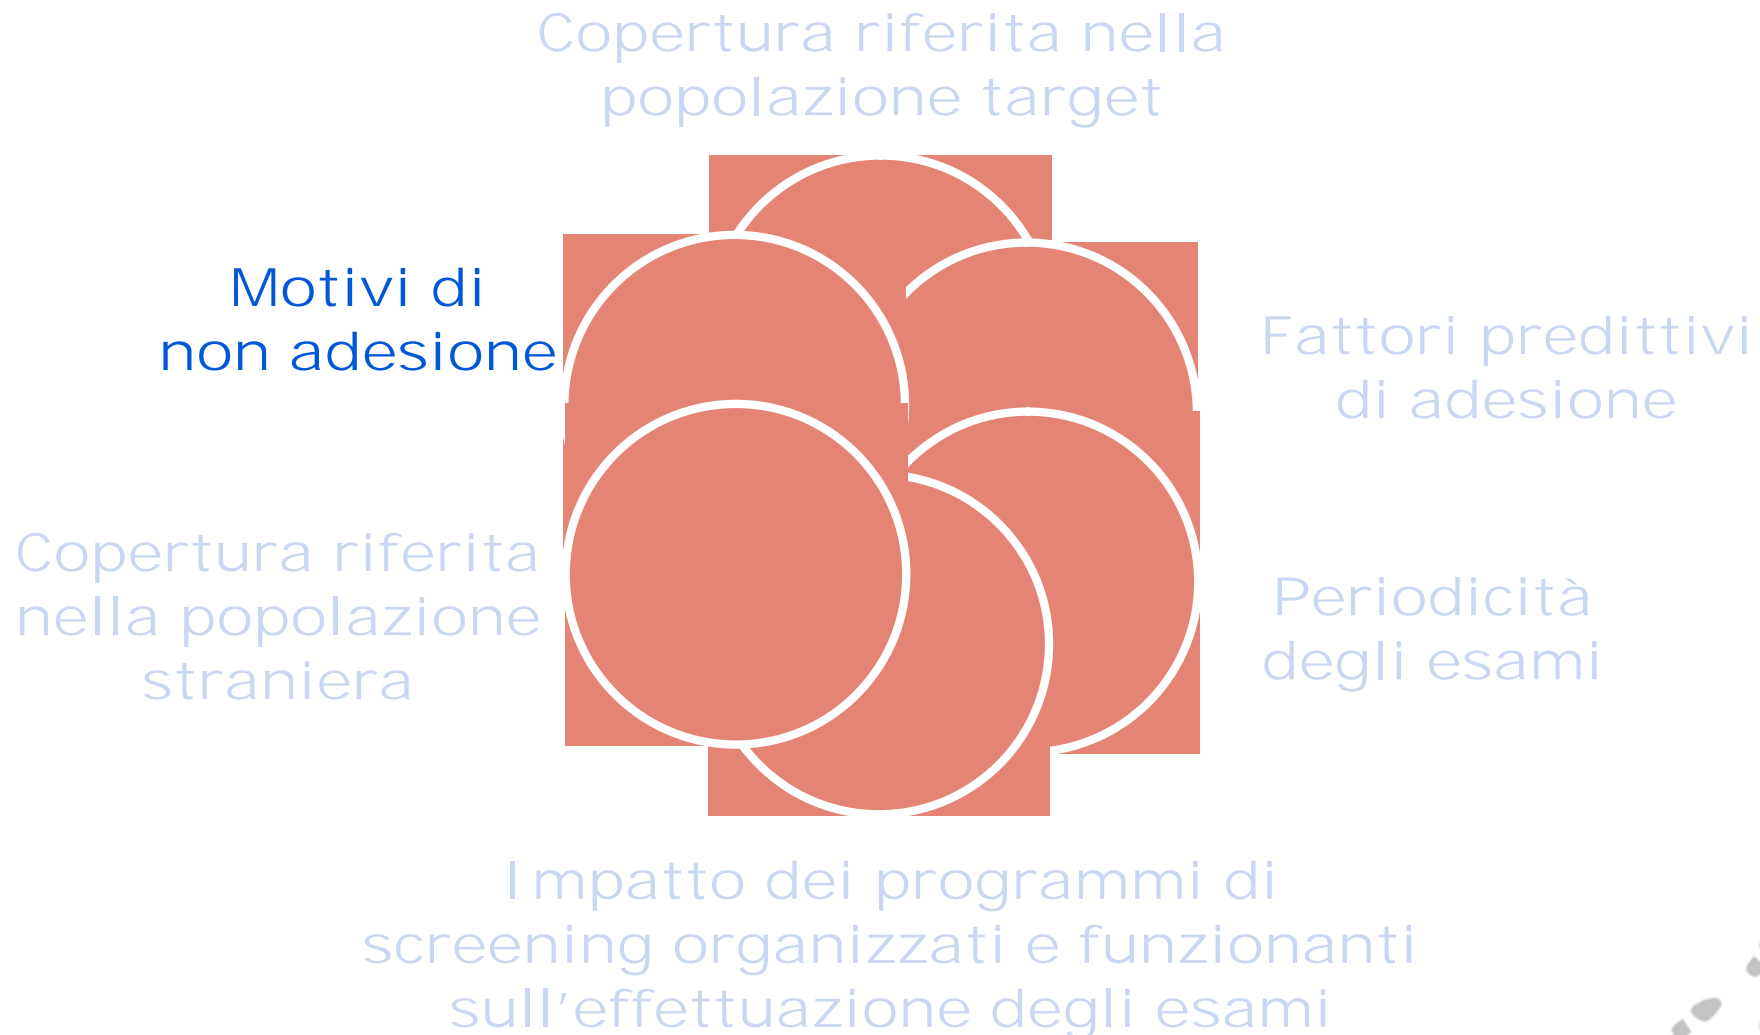 Copertura riferita nella
popolazione target
Motivi di
non adesione
Fattori predittivi
di adesione
Copertura riferita
nella popolazione
straniera
Periodicità
degli esami
Impatto dei programmi di
screening organizzati e funzionanti
sull'effettuazione degli esami